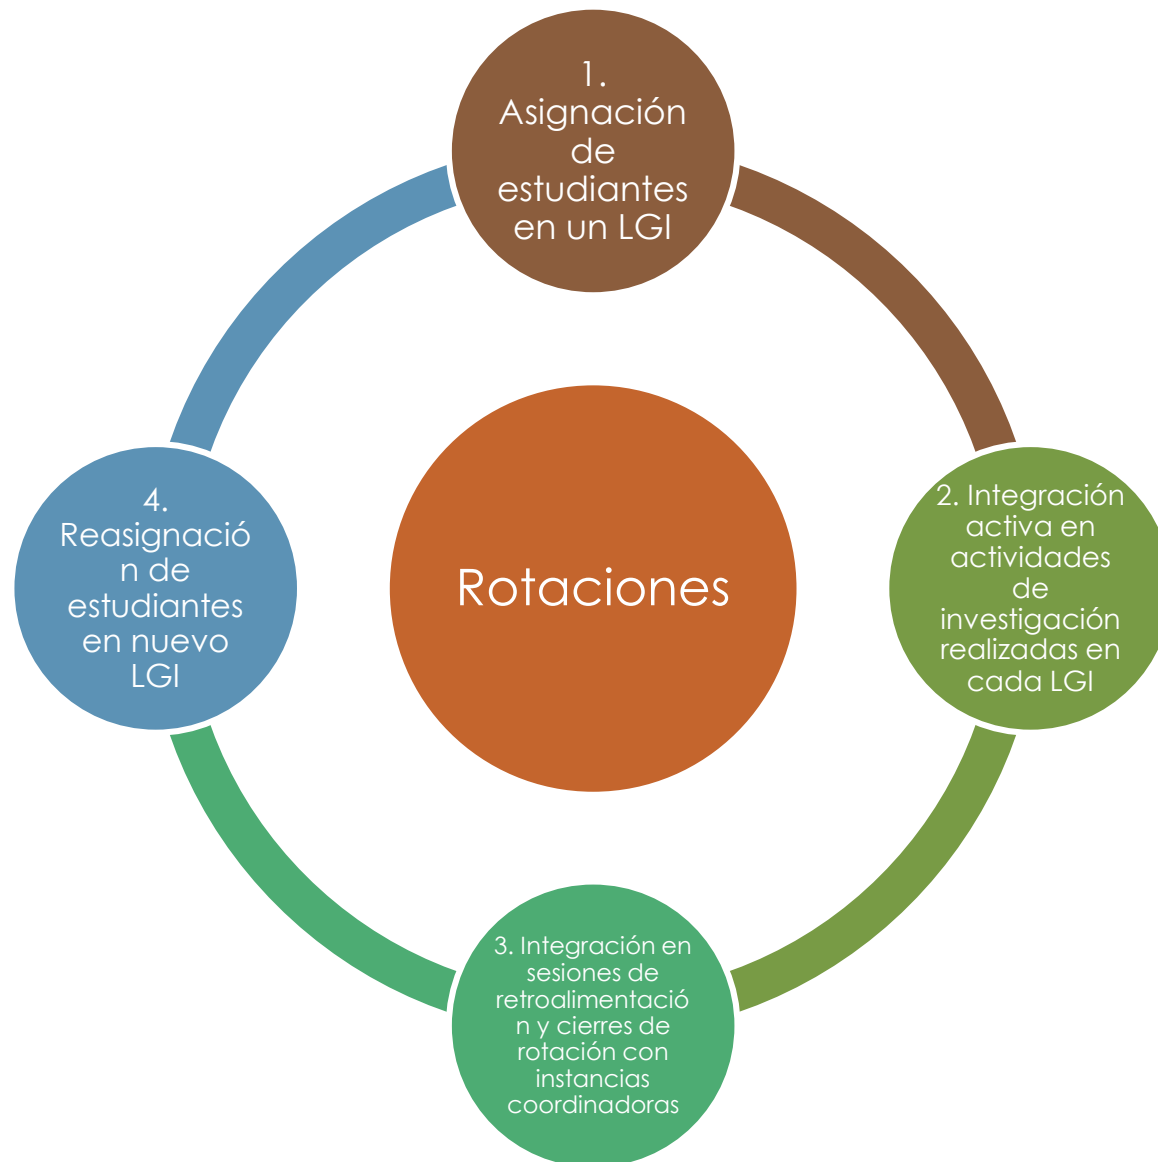 1.
Asignación
de
estudiantes
en un LGI
2. Integración
activa en
actividades
de
investigación
realizadas en
cada LGI
3. Integración en
sesiones de
retroalimentació
n y cierres de
rotación con
instancias
coordinadoras
4.
Reasignació
n de
estudiantes
en nuevo
LGI
Rotaciones